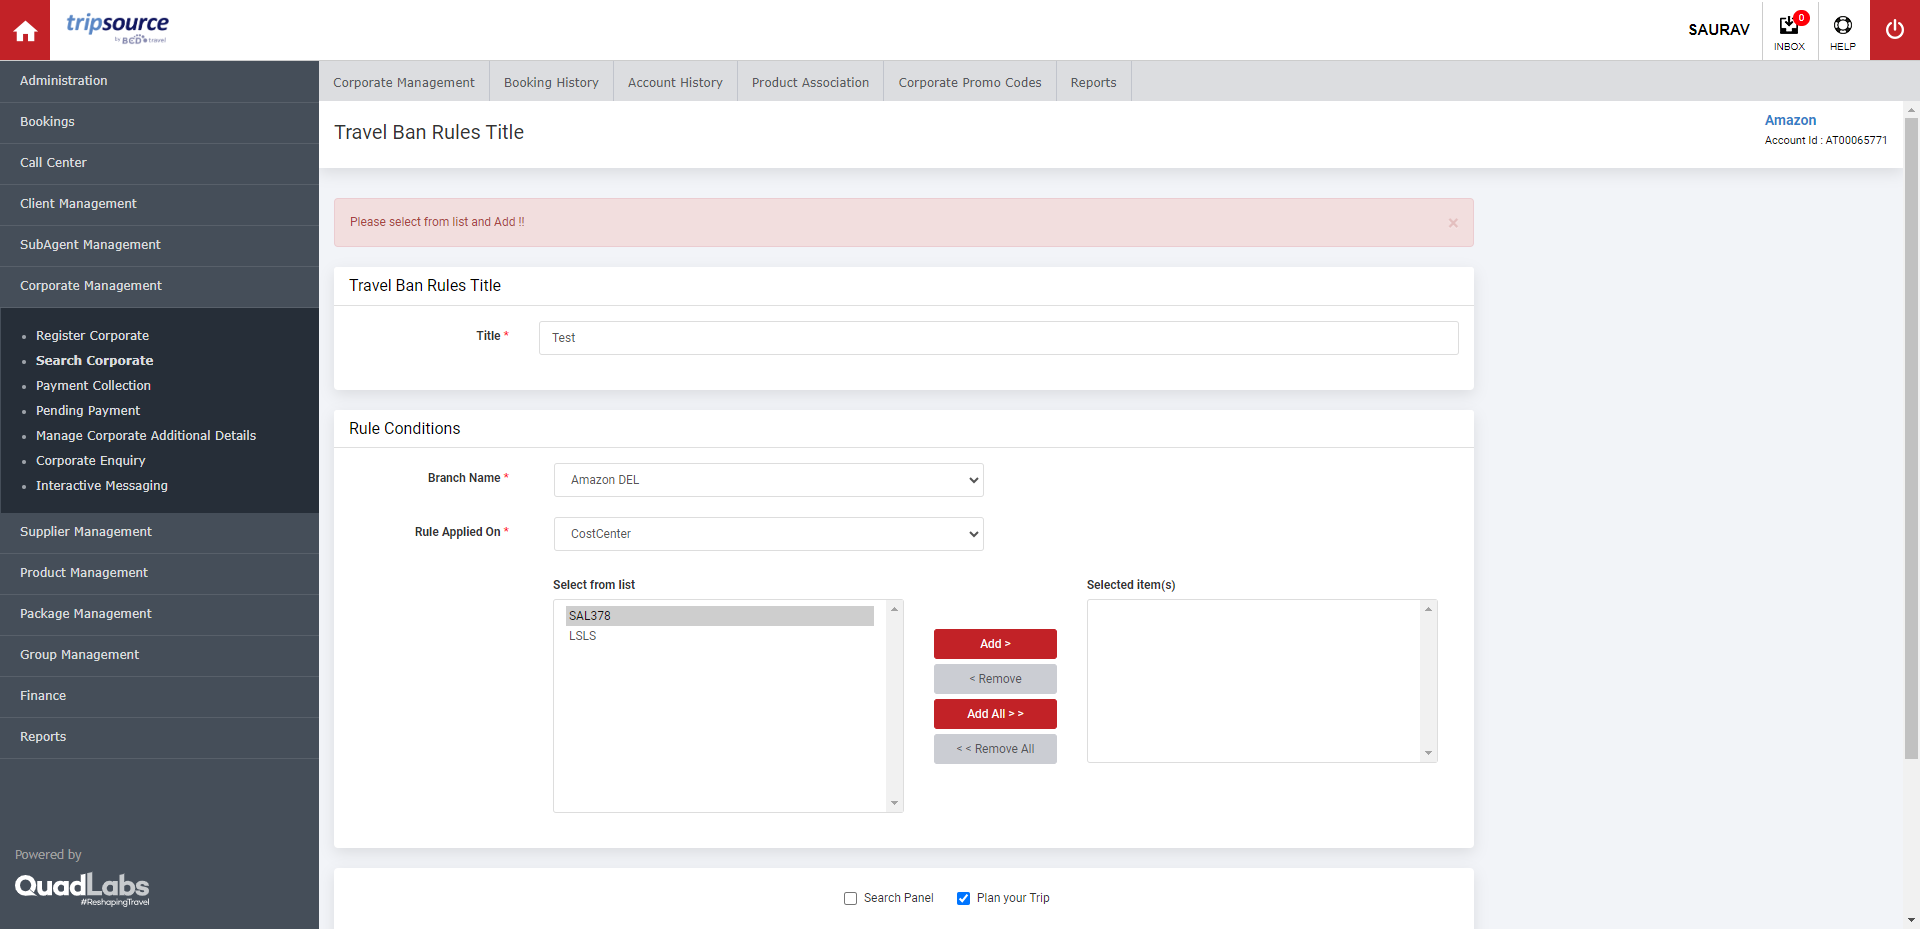 tripsource
by BCD travel
SAURAV
0
INBOX
HELP
Administration
Bookings
Call Center
Client Management
SubAgent Management
Corporate Management
Register Corporate
Search Corporate
Payment Collection
Pending Payment
Manage Corporate Additional Details
Corporate Enquiry
Interactive Messaging
Supplier Management
Product Management
Package Management
Group Management
Finance
Reports
Powered by
QuadLabs
#ReshapingTravel
Corporate Management
Booking History
Account History
Product Association
Corporate Promo Codes
Reports
Travel Ban Rules Title
Amazon
Account Id : AT00065771
Please select from list and Add !!
×
Travel Ban Rules Title
Title *
Test
Rule Conditions
Branch Name *
Amazon DEL
Rule Applied On *
CostCenter
Select from list
SAL378
LSLS
Add >
< Remove
Add All > >
< < Remove All
Selected item(s)
Search Panel
Plan your Trip